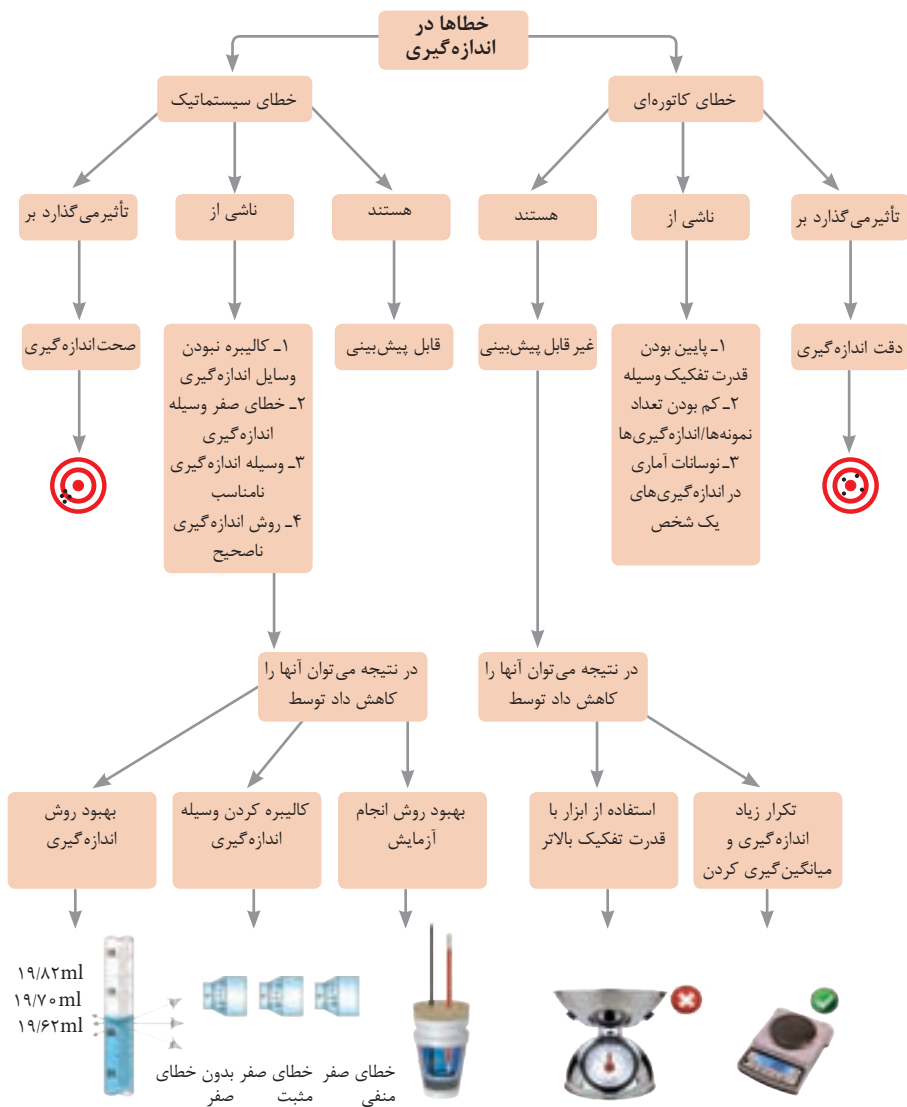 خطاها در
اندازه‌گیری
خطای کاتوره‌ای
خطای سیستماتیک
تأثیرمی‌گذارد بر
ناشی از
هستند
هستند
ناشی از
تأثیرمی‌گذارد بر
دقت اندازه‌گیری
۱ـ پایین بودن
قدرت تفکیک وسیله
۲ـ کم بودن تعداد
نمونه‌ها/اندازه‌گیری‌ها
۳ـ نوسانات آماری
در اندازه‌گیری‌های
یک شخص
غیر قابل پیش‌بینی
قابل پیش‌بینی
۱ـ کالیبره نبودن
وسایل اندازه‌گیری
۲ـ خطای صفر وسیله
اندازه‌گیری
۳ـ وسیله اندازه‌گیری
نامناسب
۴ـ روش اندازه‌گیری
ناصحیح
صحت اندازه‌گیری
در نتیجه می‌توان آنها را
کاهش داد توسط
در نتیجه می‌توان آنها را
کاهش داد توسط
تکرار زیاد
اندازه‌گیری و
میانگین‌گیری کردن
استفاده از ابزار با
قدرت تفکیک بالاتر
بهبود روش انجام
آزمایش
کالیبره کردن وسیله
اندازه‌گیری
بهبود روش
اندازه‌گیری
خطای صفر
منفی
خطای صفر
مثبت
بدون خطای
صفر
۱۹/۸۲ml
۱۹/۷۰ml
۱۹/۶۲ml